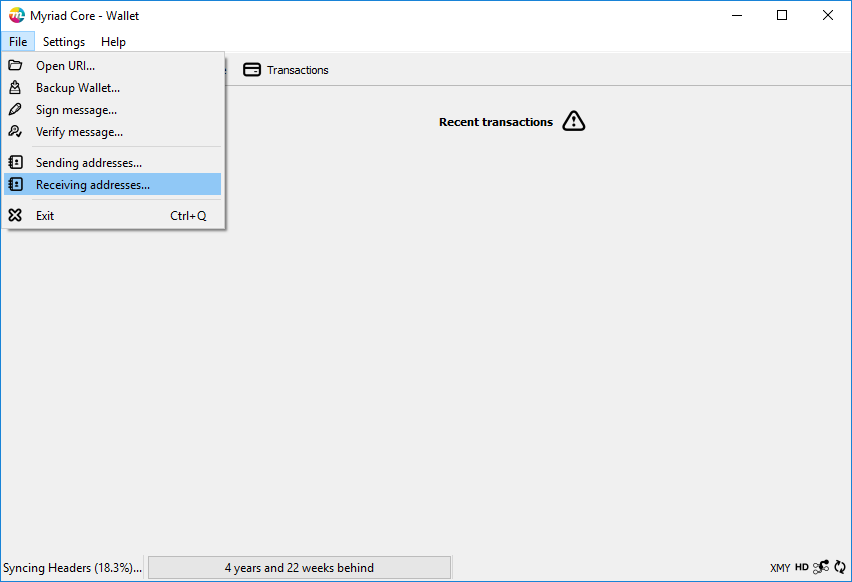 Myriad Core - Wallet
File Settings Help
Open URI...
Backup Wallet...
Sign message...
Verify message...
Sending addresses...
Receiving addresses...
Exit Ctrl+Q
Transactions
Recent transactions
Syncing Headers (18.3%)... 4 years and 22 weeks behind XMY HD